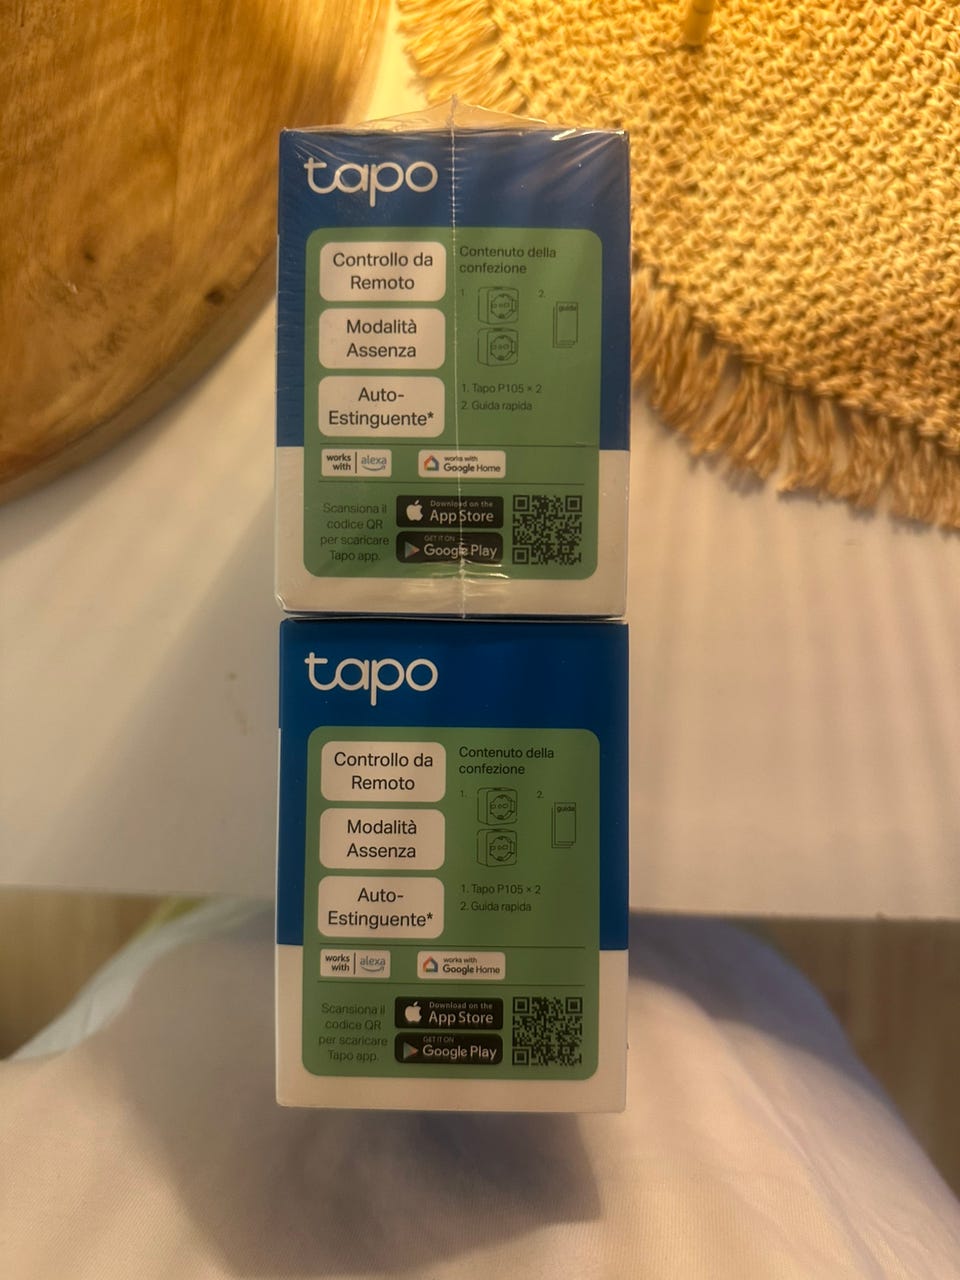 tapo
Controllo da
Remoto
Modalità
Assenza
Auto-
Estinguente*
Contenuto della
confezione
1.
2.
guida
1. Tapo P105 × 2
2. Guida rapida
works
with
alexa
works with
Google Home
Scansiona il
codice QR
per scaricare
Tapo app.
Download on the
App Store
GET IT ON
Google Play
tapo
Controllo da
Remoto
Modalità
Assenza
Auto-
Estinguente*
Contenuto della
confezione
1.
2.
guida
1. Tapo P105 × 2
2. Guida rapida
works
with
alexa
works with
Google Home
Scansiona il
codice QR
per scaricare
Tapo app.
Download on the
App Store
GET IT ON
Google Play